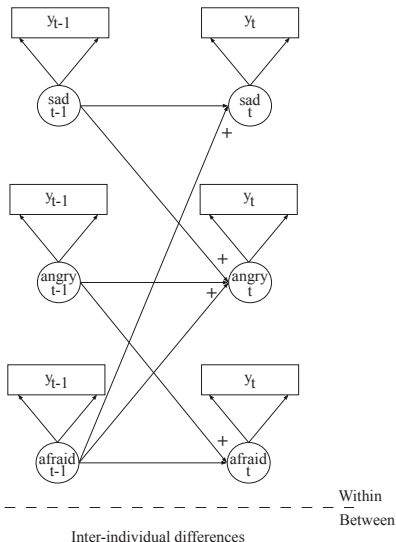 yt-1 yt
sad t-1 sad t
+
yt-1 yt
+
angry t-1 angry t
+
yt-1 yt
+
afraid t-1 afraid t
Within
Between
Inter-individual differences